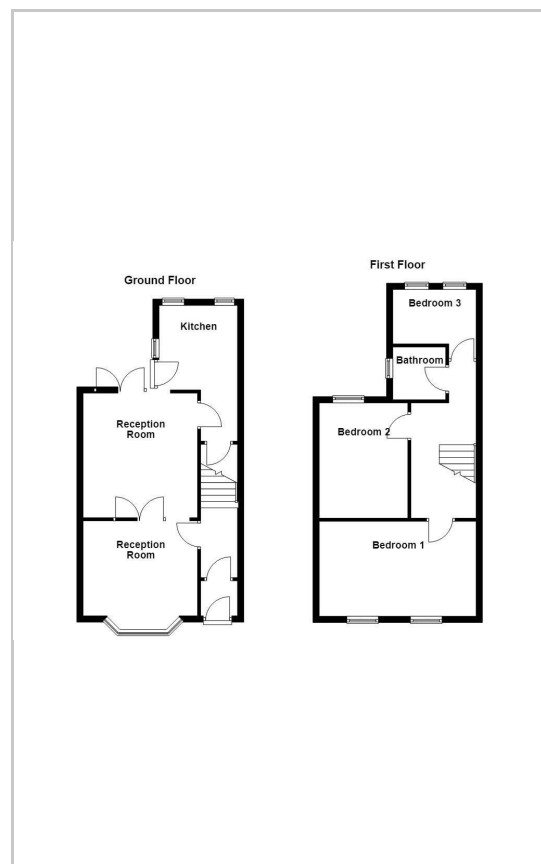 Ground Floor
Kitchen
Reception
Room
Reception
Room
First Floor
Bedroom 3
Bathroom
Bedroom 2
Bedroom 1